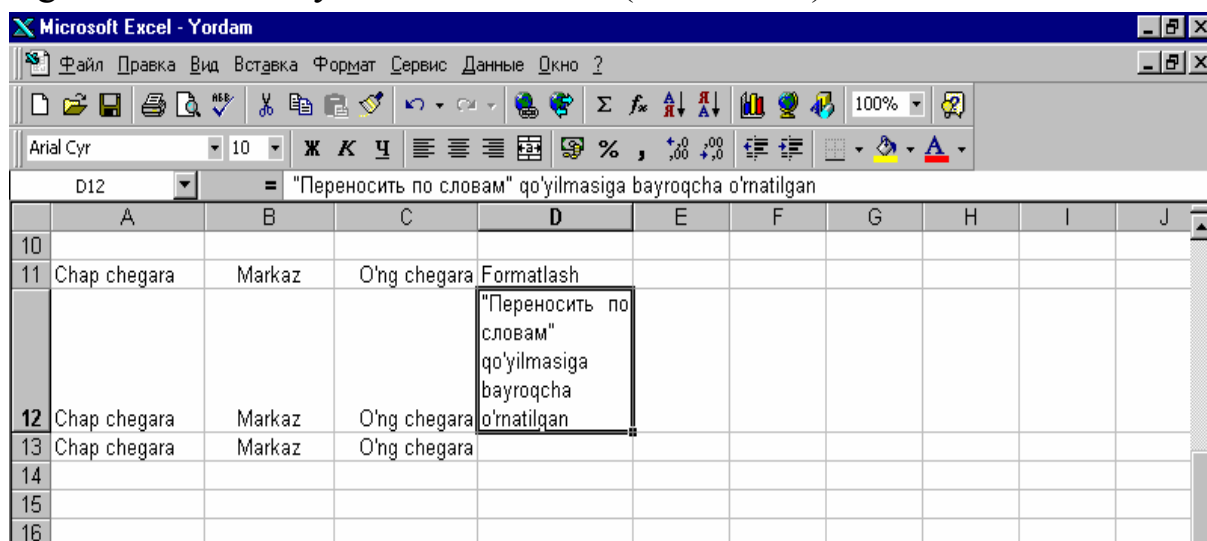 Microsoft Excel - Yordam
Файл Правка Вид Вставка Формат Сервис Данные Окно ?
100%
Arial Cyr 10 Ж К Ч % ,
D12 = "Переносить по словам" qo'yilmasiga bayroqcha o'rnatilgan
A B C D E F G H I J
10
11 Chap chegara Markaz O'ng chegara Formatlash
"Переносить по
словам"
qo'yilmasiga
bayroqcha
12 Chap chegara Markaz O'ng chegara o'rnatilgan
13 Chap chegara Markaz O'ng chegara
14
15
16